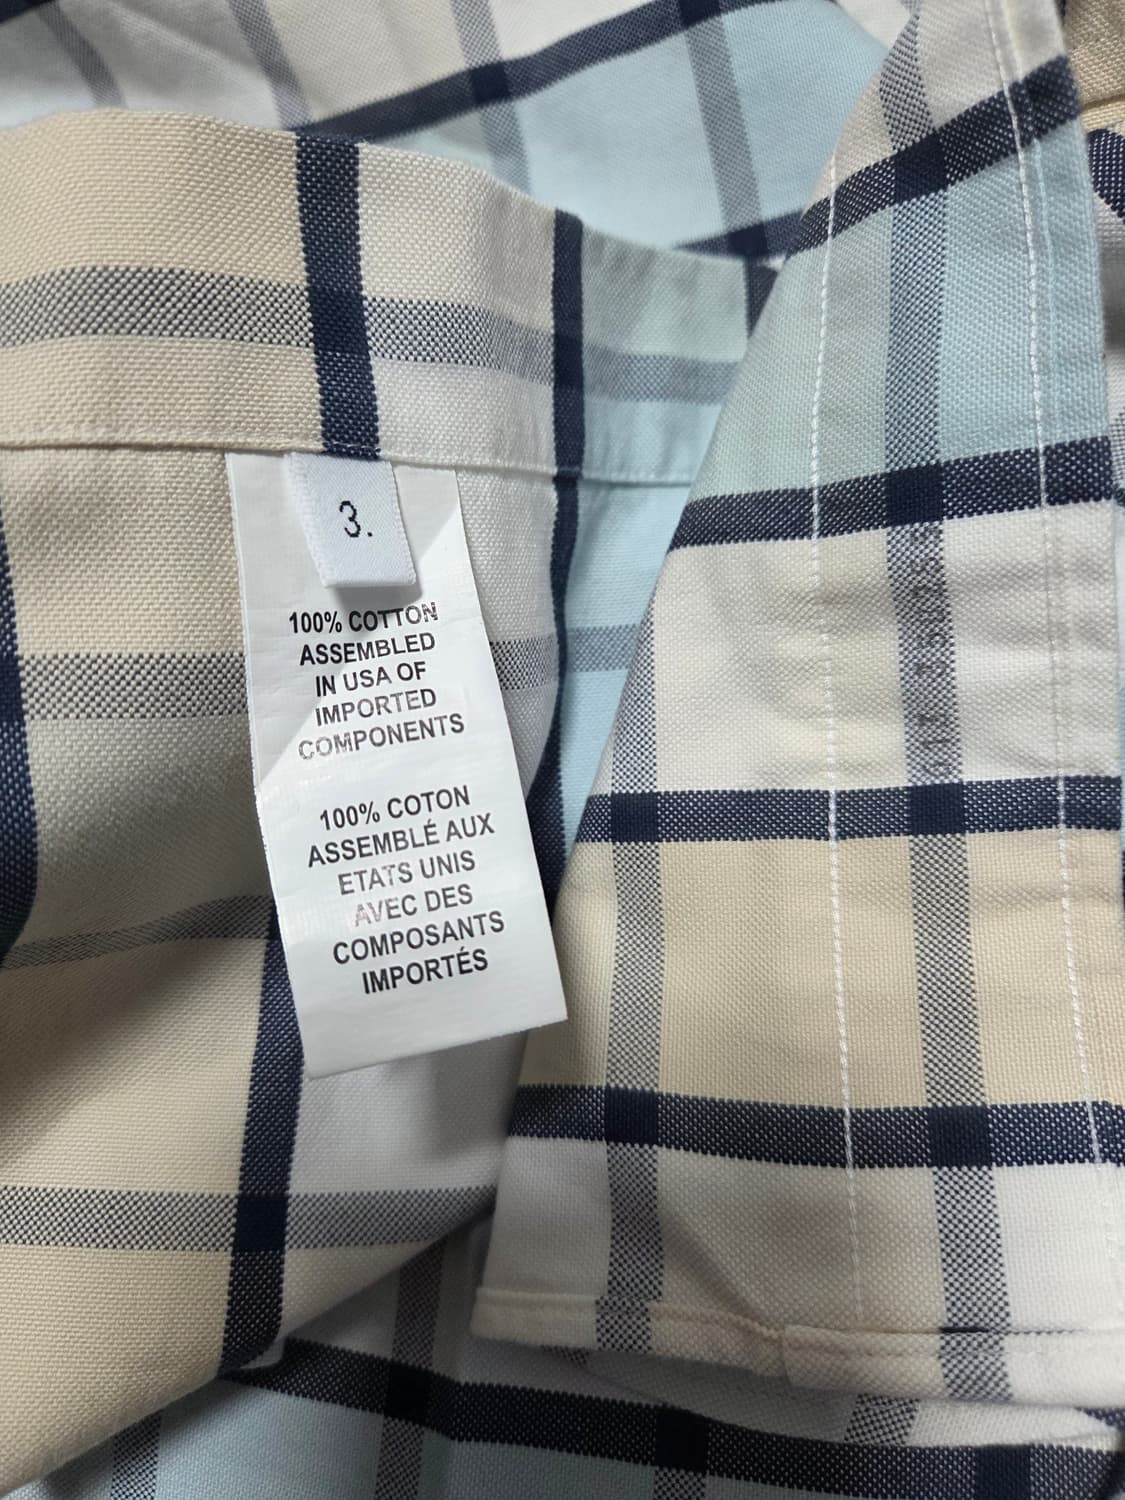 3.
100% COTTON
ASSEMBLED
IN USA OF
IMPORTED
COMPONENTS
100% COTON
ASSEMBLÉ AUX
ETATS UNIS
AVEC DES
COMPOSANTS
IMPORTÉS